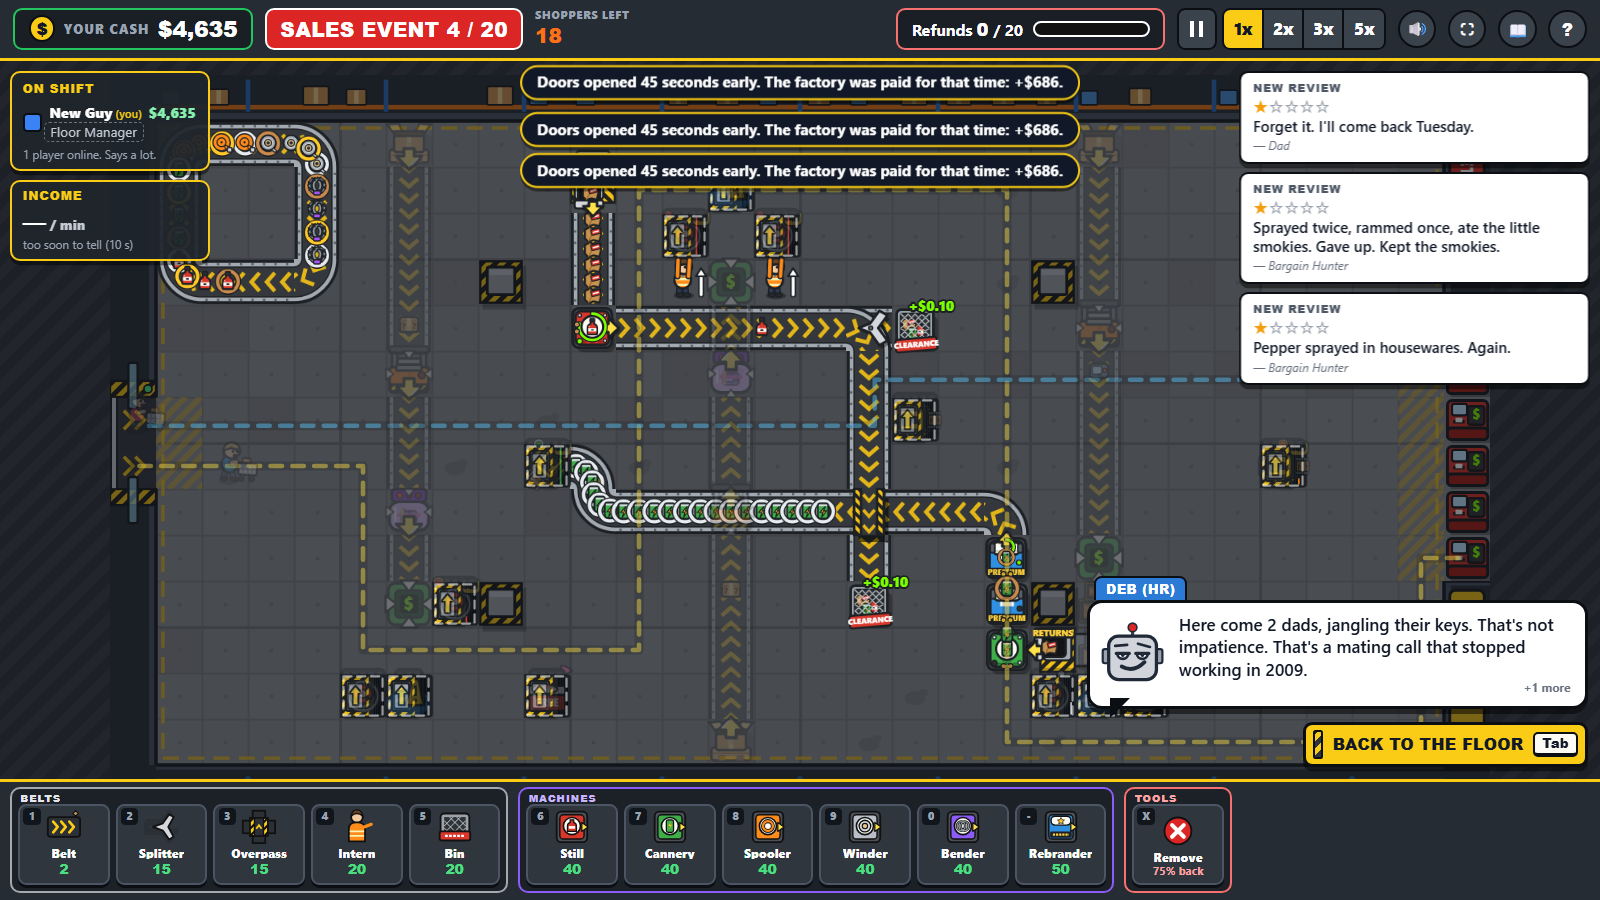 YOUR CASH $4,635
SALES EVENT 4 / 20
SHOPPERS LEFT
18
Refunds 0 / 20
1x
2x
3x
5x
?
ON SHIFT
New Guy (you) $4,635
Floor Manager
1 player online. Says a lot.
INCOME
— / min
too soon to tell (10 s)
Doors opened 45 seconds early. The factory was paid for that time: +$686.
Doors opened 45 seconds early. The factory was paid for that time: +$686.
Doors opened 45 seconds early. The factory was paid for that time: +$686.
NEW REVIEW
Forget it. I'll come back Tuesday.
— Dad
NEW REVIEW
Sprayed twice, rammed once, ate the little
smokies. Gave up. Kept the smokies.
— Bargain Hunter
NEW REVIEW
Pepper sprayed in housewares. Again.
— Bargain Hunter
+$0.10
CLEARANCE
+$0.10
CLEARANCE
PREMIUM
PREMIUM
RETURNS
DEB (HR)
Here come 2 dads, jangling their keys. That's not
impatience. That's a mating call that stopped
working in 2009.
+1 more
BACK TO THE FLOOR Tab
BELTS
1 Belt 2
2 Splitter 15
3 Overpass 15
4 Intern 20
5 Bin 20
MACHINES
6 Still 40
7 Cannery 40
8 Spooler 40
9 Winder 40
0 Bender 40
- Rebrander 50
TOOLS
X Remove
75% back